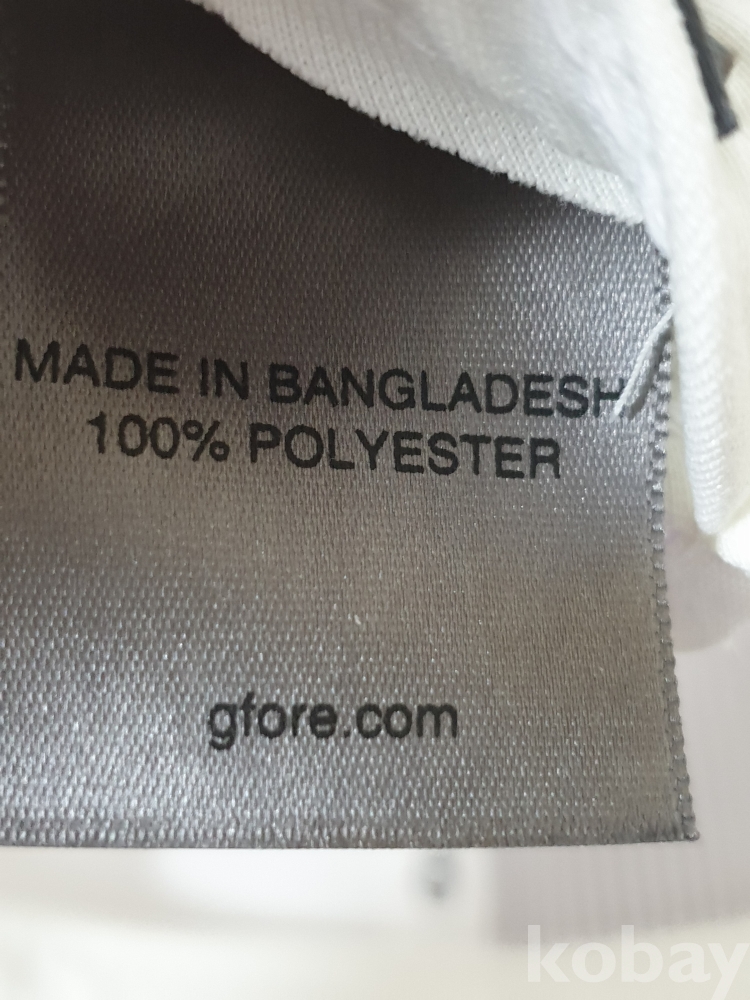 MADE IN BANGLADESH
100% POLYESTER
gfore.com
kobay